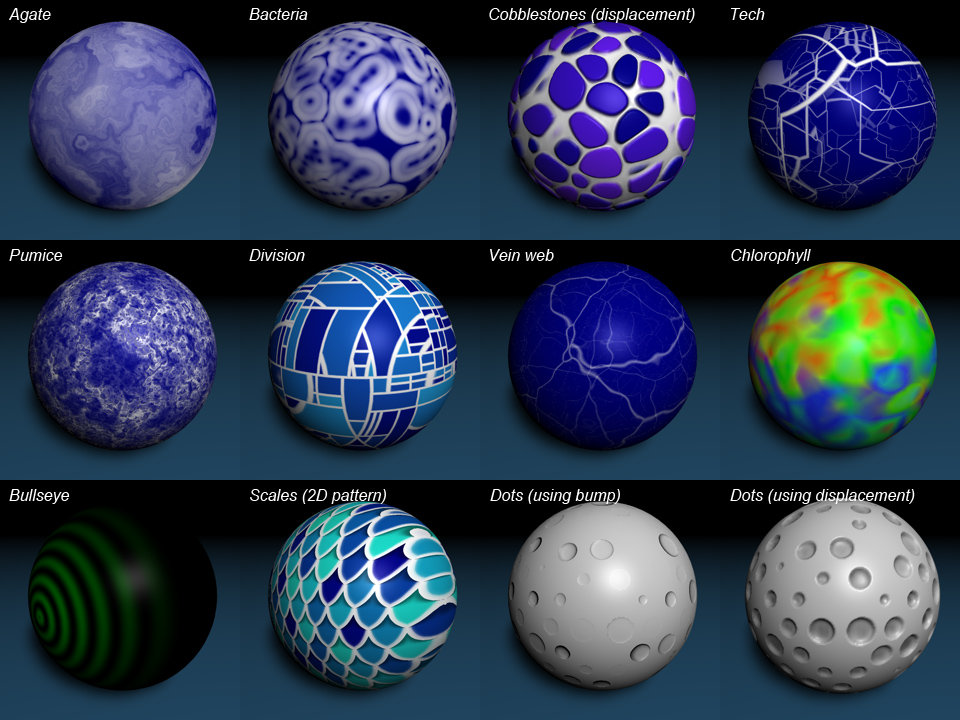 Agate
Bacteria
Cobblestones (displacement)
Tech
Pumice
Division
Vein web
Chlorophyll
Bullseye
Scales (2D pattern)
Dots (using bump)
Dots (using displacement)